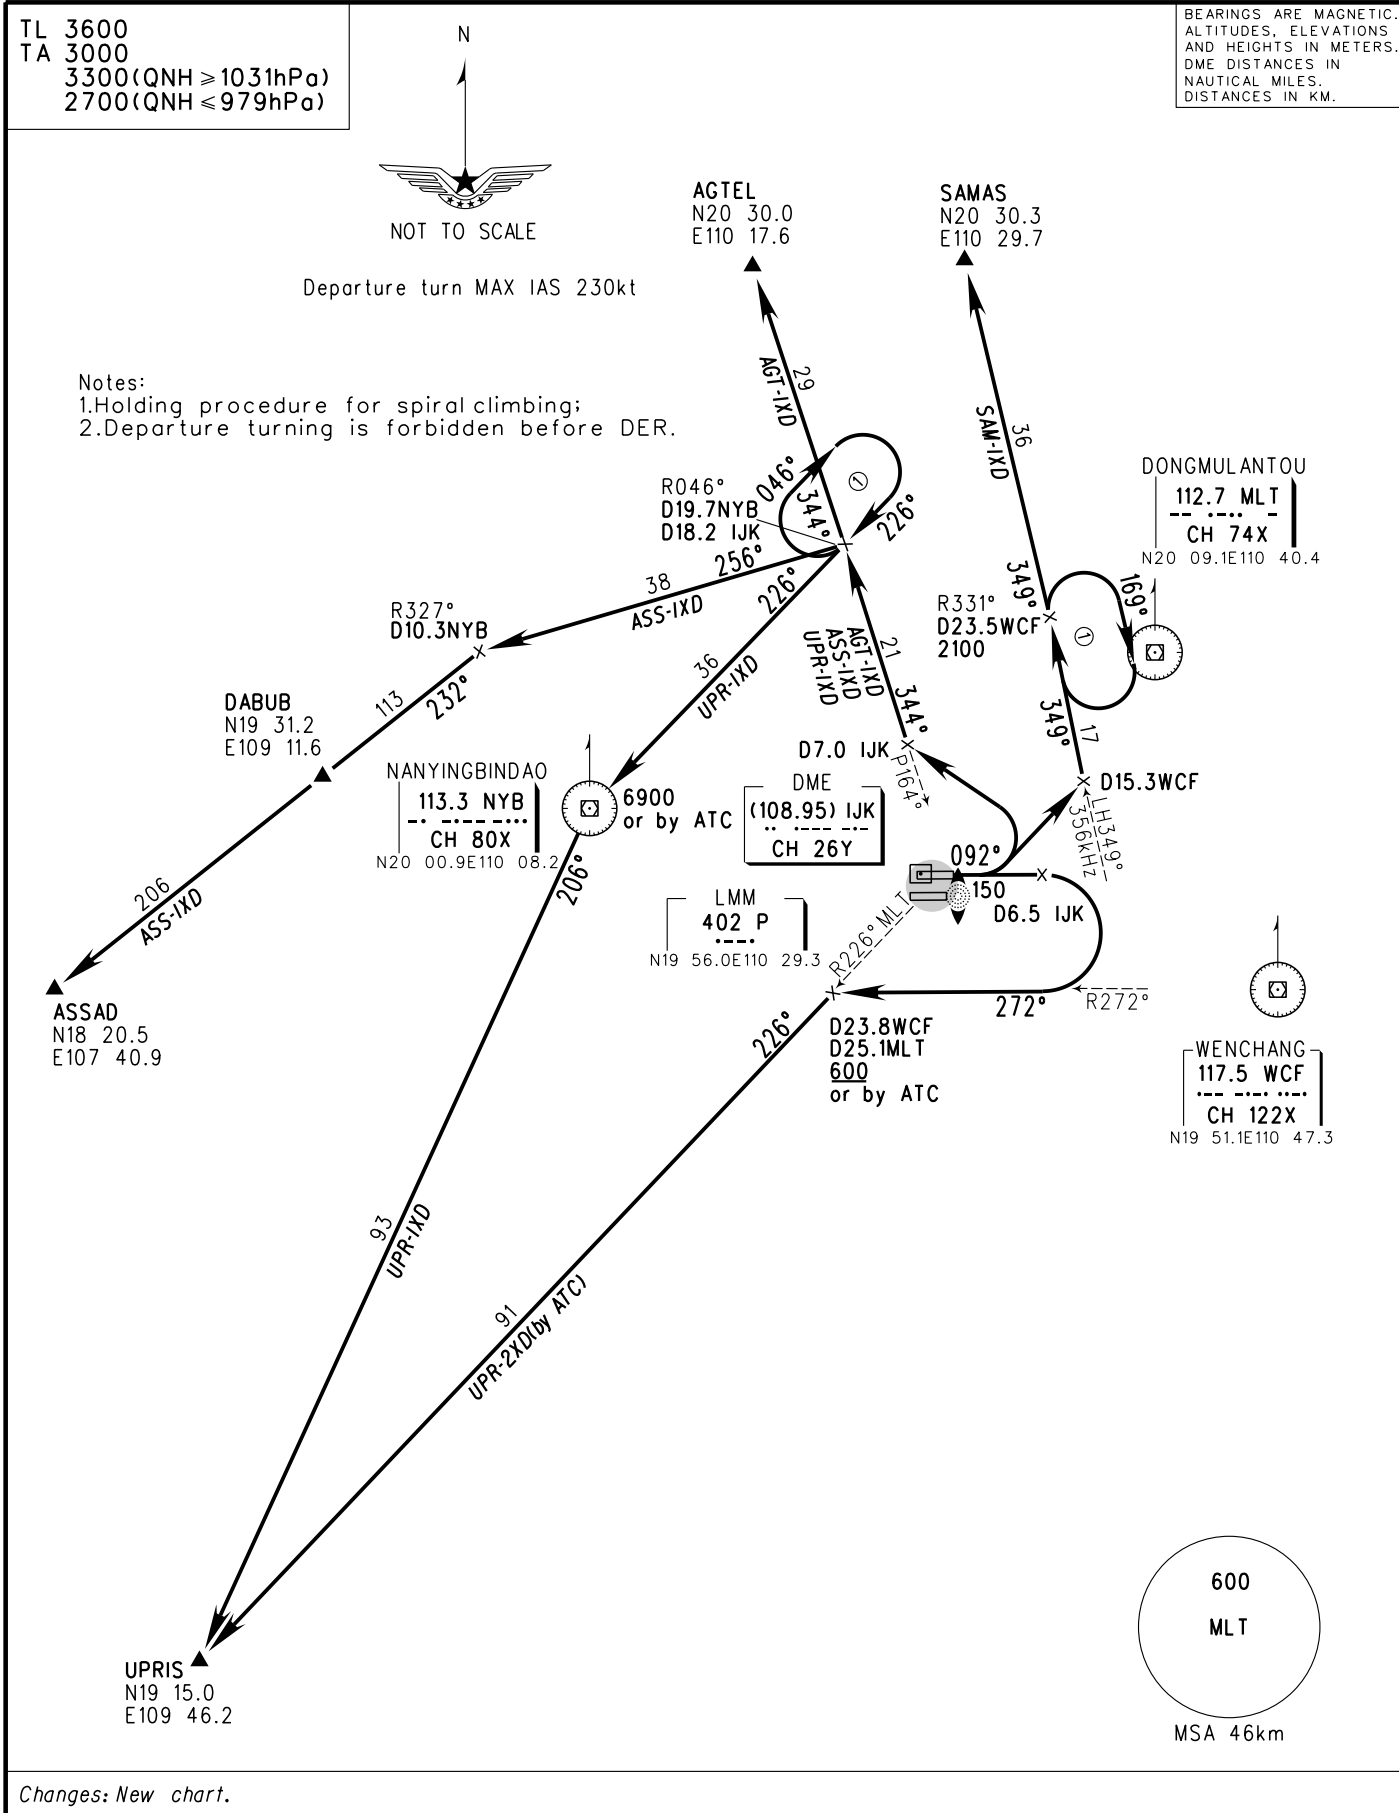 TL 3600
TA 3000
3300(QNH ≥ 1031hPa)
2700(QNH ≤ 979hPa)
N
NOT TO SCALE
BEARINGS ARE MAGNETIC.
ALTITUDES, ELEVATIONS
AND HEIGHTS IN METERS.
DME DISTANCES IN
NAUTICAL MILES.
DISTANCES IN KM.
Departure turn MAX IAS 230kt
Notes:
1.Holding procedure for spiral climbing;
2.Departure turning is forbidden before DER.
AGTEL
N20 30.0
E110 17.6
SAMAS
N20 30.3
E110 29.7
29
AGT-1XD
36
SAM-1XD
DONGMULANTOU
112.7 MLT
-- ·-·· -
CH 74X
N20 09.1E110 40.4
R046°
D19.7NYB
D18.2 IJK
046°
344°
①
226°
256°
226°
38
ASS-1XD
R327°
D10.3NYB
36
UPR-1XD
21
AGT-1XD
ASS-1XD
UPR-1XD
344°
R331°
D23.5WCF
2100
349°
169°
①
349°
17
DABUB
N19 31.2
E109 11.6
113
232°
NANYINGBINDAO
113.3 NYB
-· -·-- -···
CH 80X
N20 00.9E110 08.2
6900
or by ATC
D7.0 IJK
P164°
DME
(108.95) IJK
·· ·--- -·-
CH 26Y
D15.3WCF
LH349°
356kHz
092°
150
D6.5 IJK
LMM
402 P
·--·
N19 56.0E110 29.3
206°
206
ASS-1XD
ASSAD
N18 20.5
E107 40.9
R226° MLT
272°
R272°
226°
D23.8WCF
D25.1MLT
600
or by ATC
WENCHANG
117.5 WCF
·-- -·-· ··-·
CH 122X
N19 51.1E110 47.3
93
UPR-1XD
91
UPR-2XD(by ATC)
UPRIS
N19 15.0
E109 46.2
600
MLT
MSA 46km
Changes: New chart.